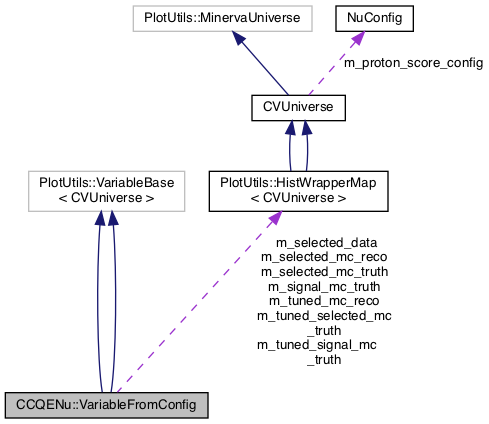 PlotUtils::MinervaUniverse
NuConfig
m_proton_score_config
CVUniverse
PlotUtils::VariableBase
< CVUniverse >
PlotUtils::HistWrapperMap
< CVUniverse >
m_selected_data
m_selected_mc_reco
m_selected_mc_truth
m_signal_mc_truth
m_tuned_mc_reco
m_tuned_selected_mc
_truth
m_tuned_signal_mc
_truth
CCQENu::VariableFromConfig